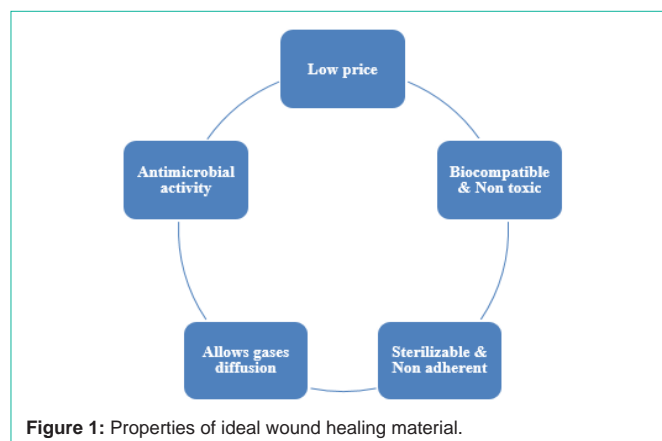 Low price
Biocompatible
& Non toxic
Sterilizable &
Non adherent
Allows gases
diffusion
Antimicrobial
activity
Figure 1: Properties of ideal wound healing material.